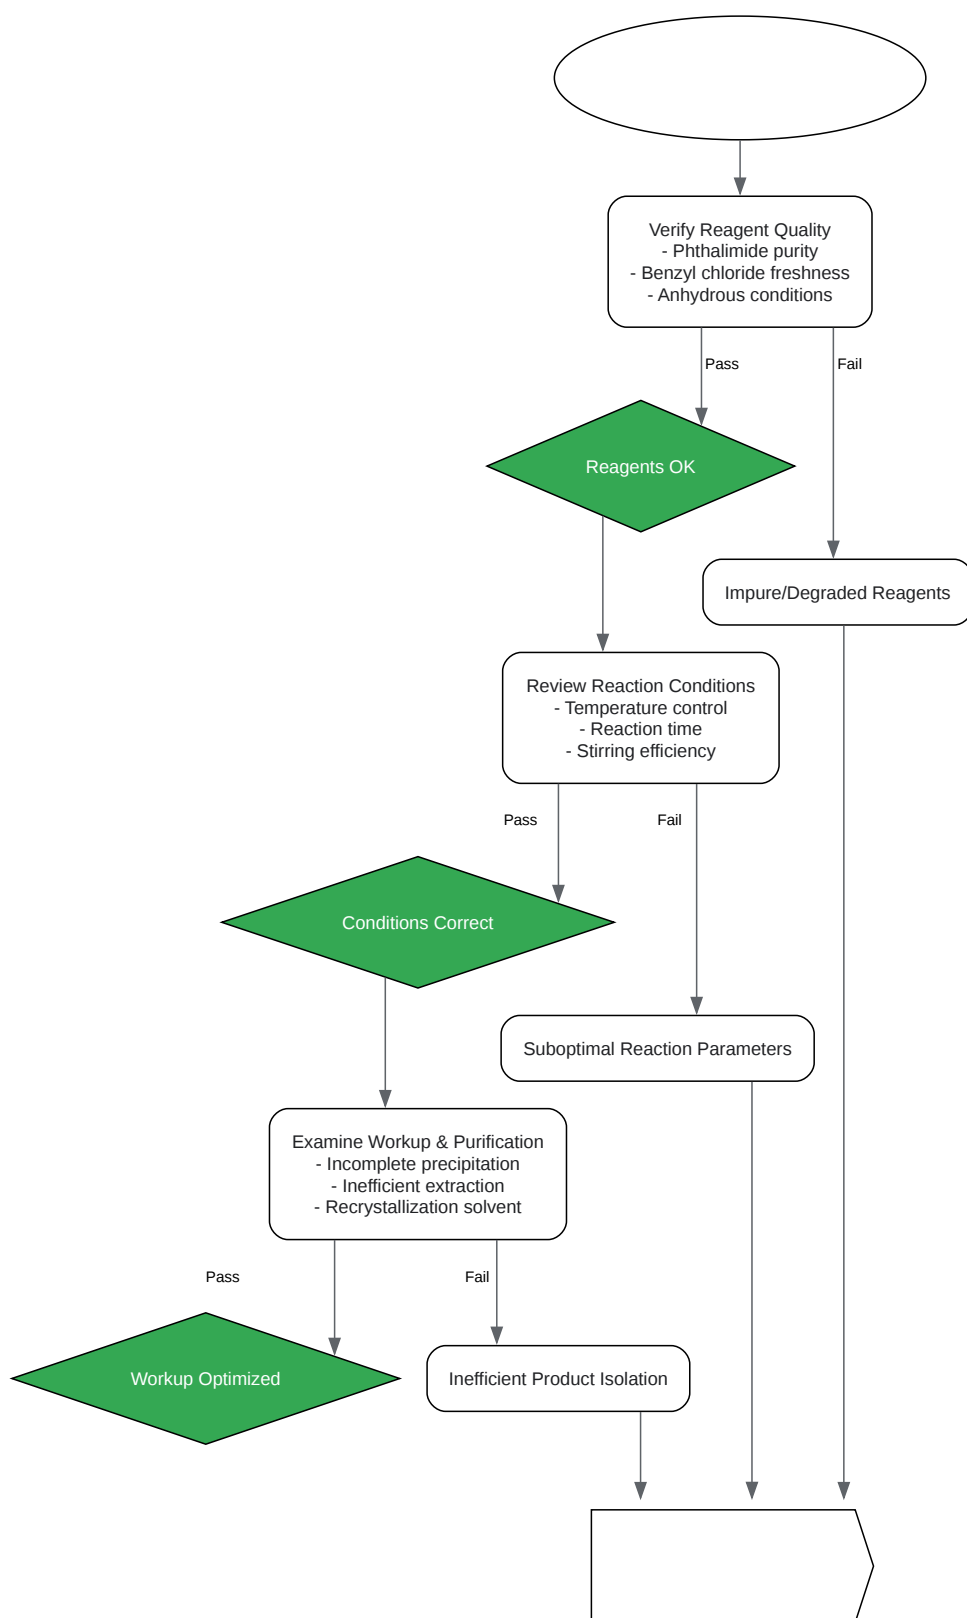 Verify Reagent Quality
- Phthalimide purity
- Benzyl chloride freshness
- Anhydrous conditions
Pass
Fail
Reagents OK
Impure/Degraded Reagents
Review Reaction Conditions
- Temperature control
- Reaction time
- Stirring efficiency
Pass
Fail
Conditions Correct
Suboptimal Reaction Parameters
Examine Workup & Purification
- Incomplete precipitation
- Inefficient extraction
- Recrystallization solvent
Pass
Fail
Workup Optimized
Inefficient Product Isolation